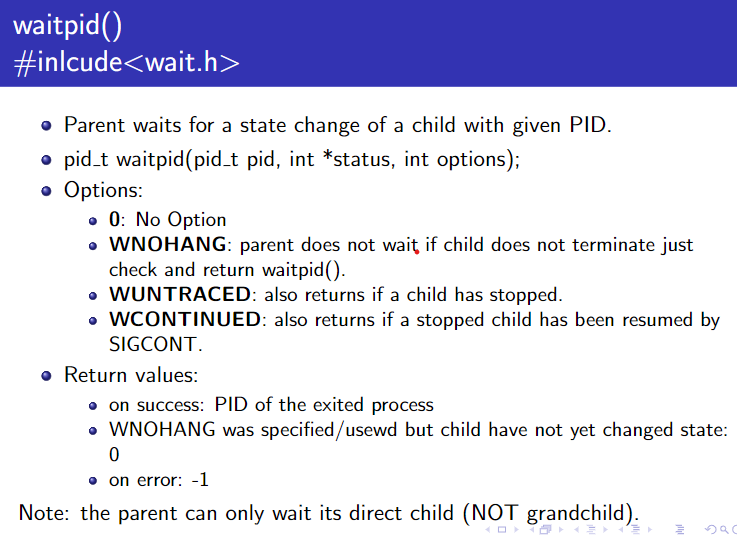 waitpid()
#inlcude<wait.h>
Parent waits for a state change of a child with given PID.
pid_t waitpid(pid_t pid, int *status, int options);
Options:
0: No Option
WNOHANG: parent does not wait if child does not terminate just
check and return waitpid().
WUNTRACED: also returns if a child has stopped.
WCONTINUED: also returns if a stopped child has been resumed by
SIGCONT.
Return values:
on success: PID of the exited process
WNOHANG was specified/usewd but child have not yet changed state:
0
on error: -1
Note: the parent can only wait its direct child (NOT grandchild).